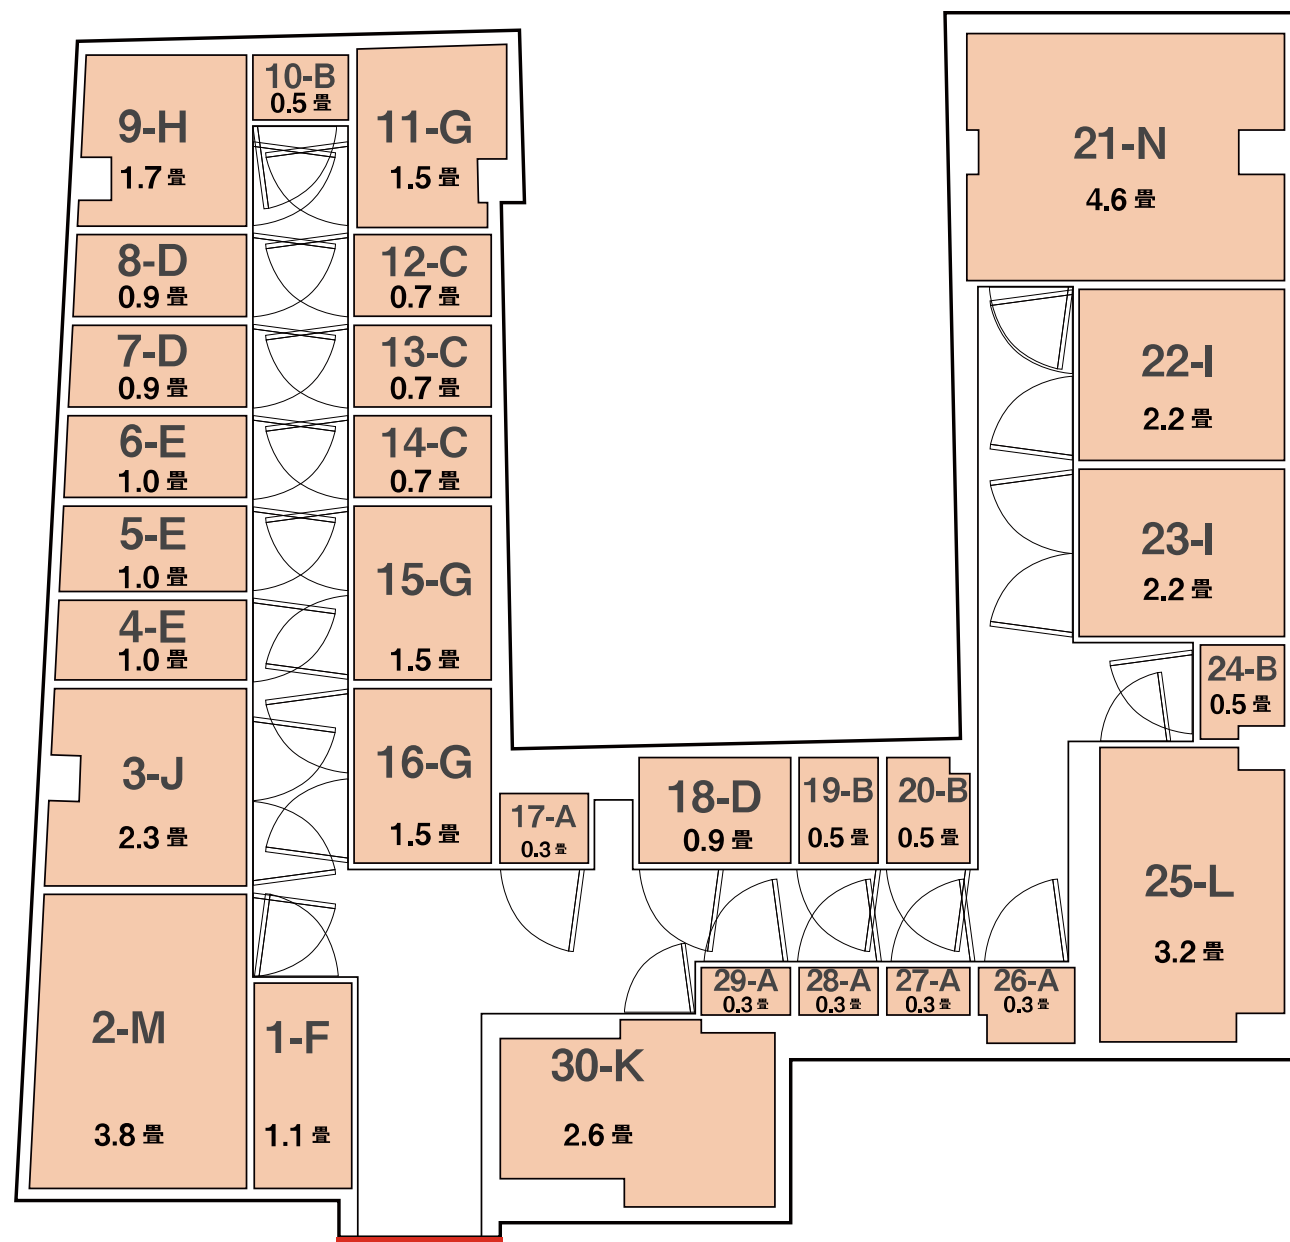 9-H
1.7 畳
10-B
0.5 畳
11-G
1.5 畳
8-D
0.9 畳
12-C
0.7 畳
7-D
0.9 畳
13-C
0.7 畳
6-E
1.0 畳
14-C
0.7 畳
5-E
1.0 畳
15-G
1.5 畳
4-E
1.0 畳
3-J
2.3 畳
16-G
1.5 畳
2-M
3.8 畳
1-F
1.1 畳
17-A
0.3 畳
18-D
0.9 畳
19-B
0.5 畳
20-B
0.5 畳
21-N
4.6 畳
22-I
2.2 畳
23-I
2.2 畳
24-B
0.5 畳
25-L
3.2 畳
29-A
0.3 畳
28-A
0.3 畳
27-A
0.3 畳
26-A
0.3 畳
30-K
2.6 畳